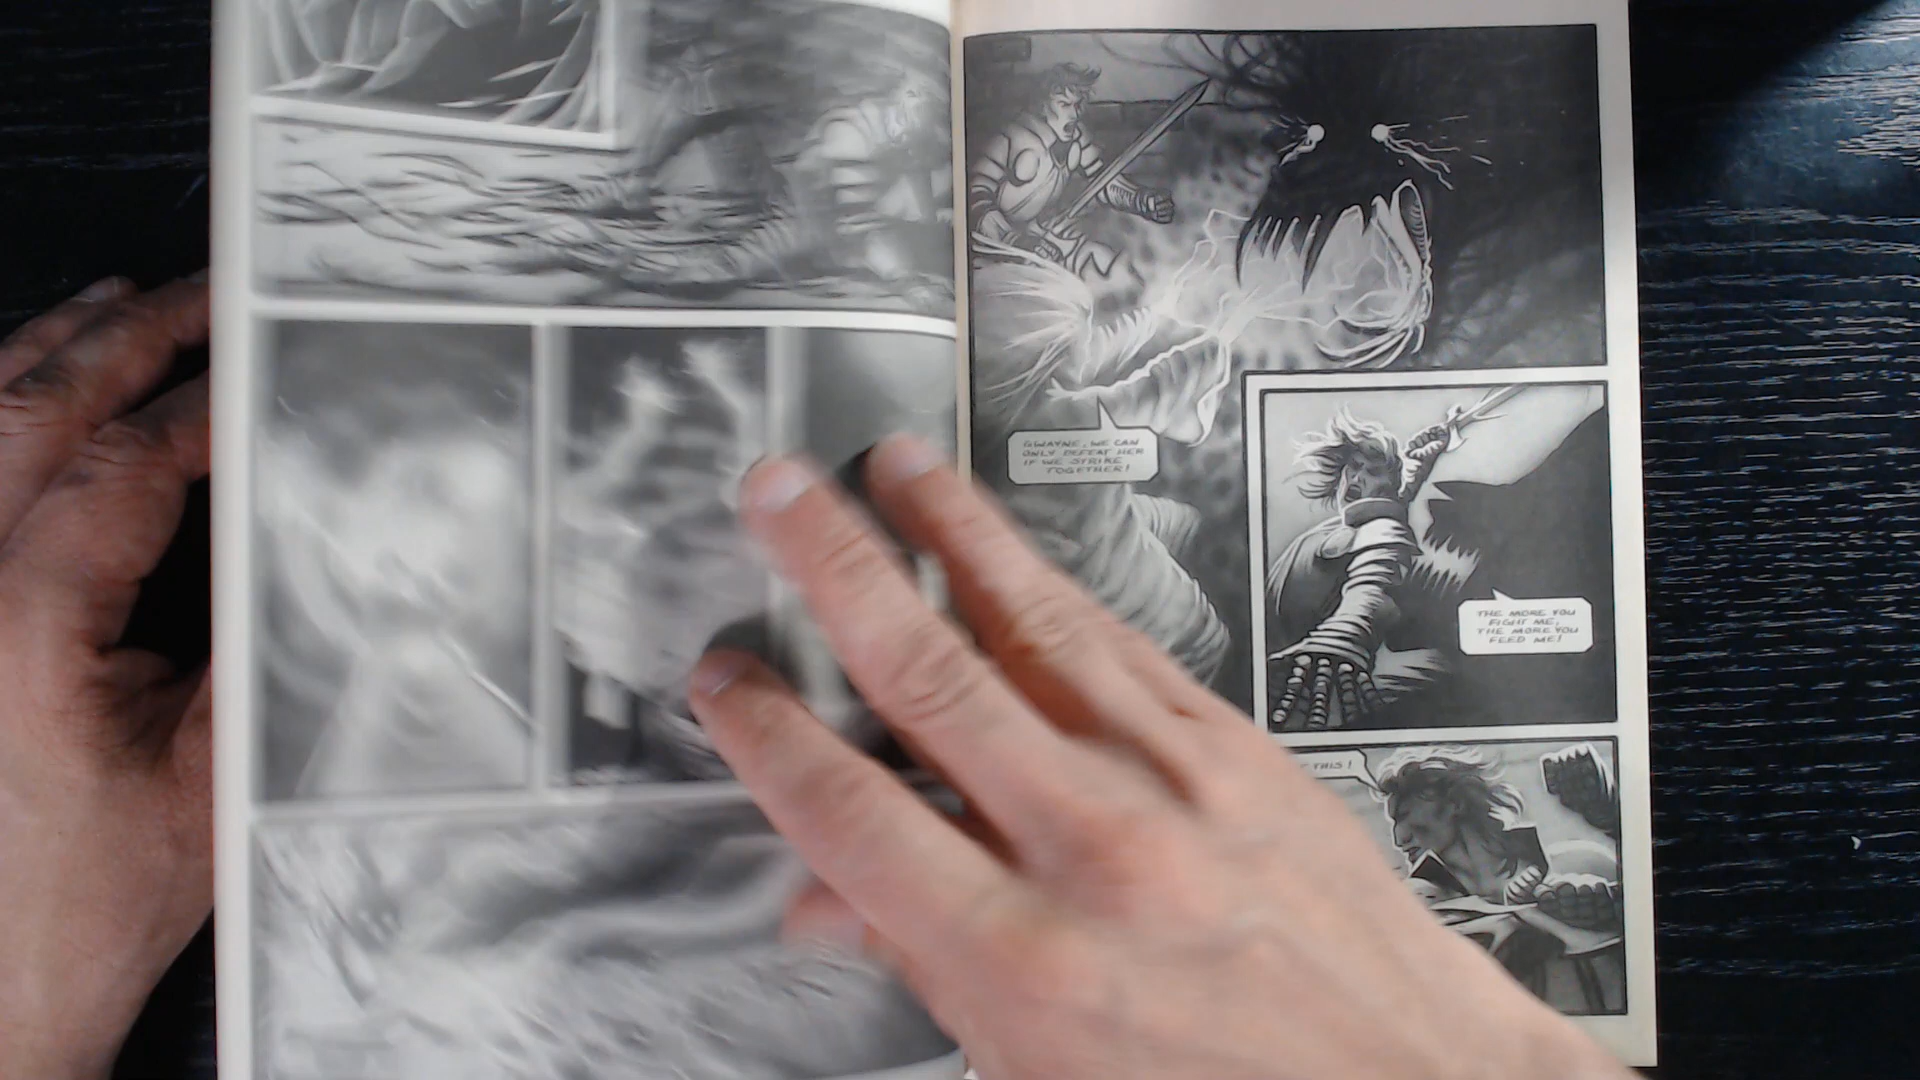 GWAYNE, WE CAN
ONLY DEFEAT HER
IF WE STRIKE
TOGETHER!
THE MORE YOU
FIGHT ME,
THE MORE YOU
FEED ME!
THIS!